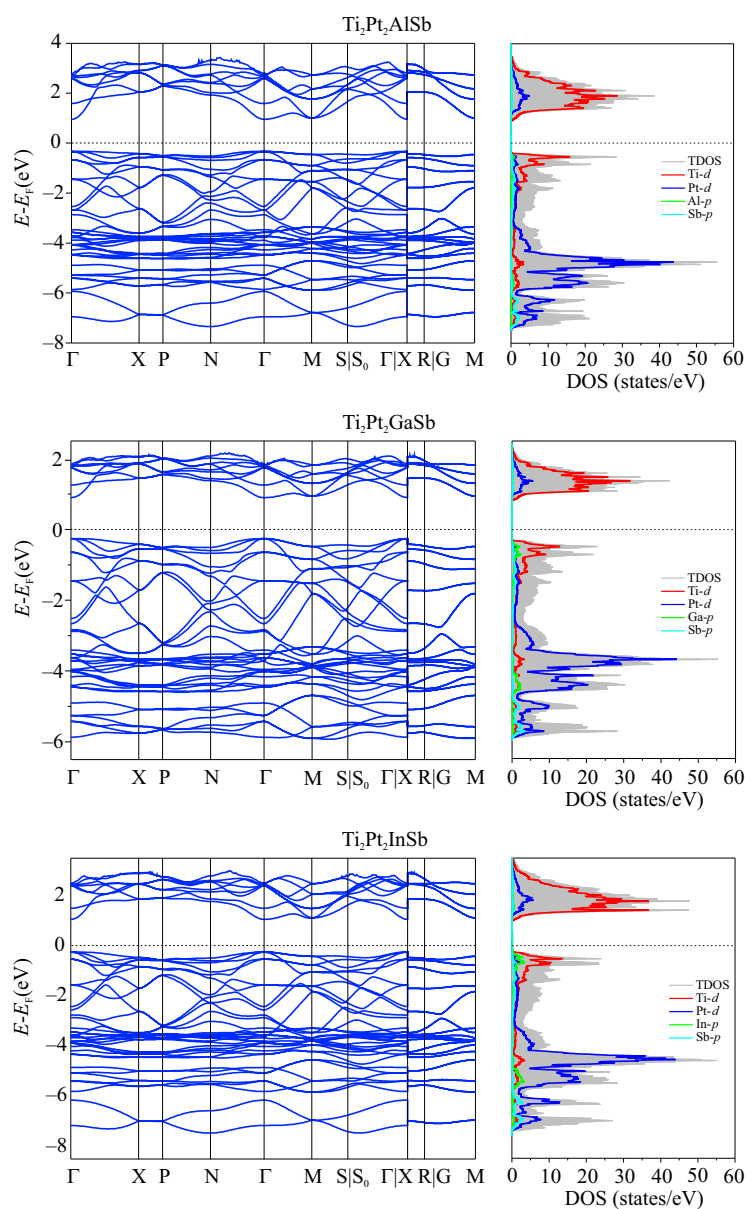 Ti₂Pt₂AlSb
4
2
0
−2
−4
−6
−8
E-E_F(eV)
Γ X P N Γ M S|S₀ Γ|X R|G M
TDOS
Ti-d
Pt-d
Al-p
Sb-p
0 10 20 30 40 50 60
DOS (states/eV)
Ti₂Pt₂GaSb
2
0
−2
−4
−6
E-E_F(eV)
Γ X P N Γ M S|S₀ Γ|X R|G M
TDOS
Ti-d
Pt-d
Ga-p
Sb-p
0 10 20 30 40 50 60
DOS (states/eV)
Ti₂Pt₂InSb
2
0
−2
−4
−6
−8
E-E_F(eV)
Γ X P N Γ M S|S₀ Γ|X R|G M
TDOS
Ti-d
Pt-d
In-p
Sb-p
0 10 20 30 40 50 60
DOS (states/eV)